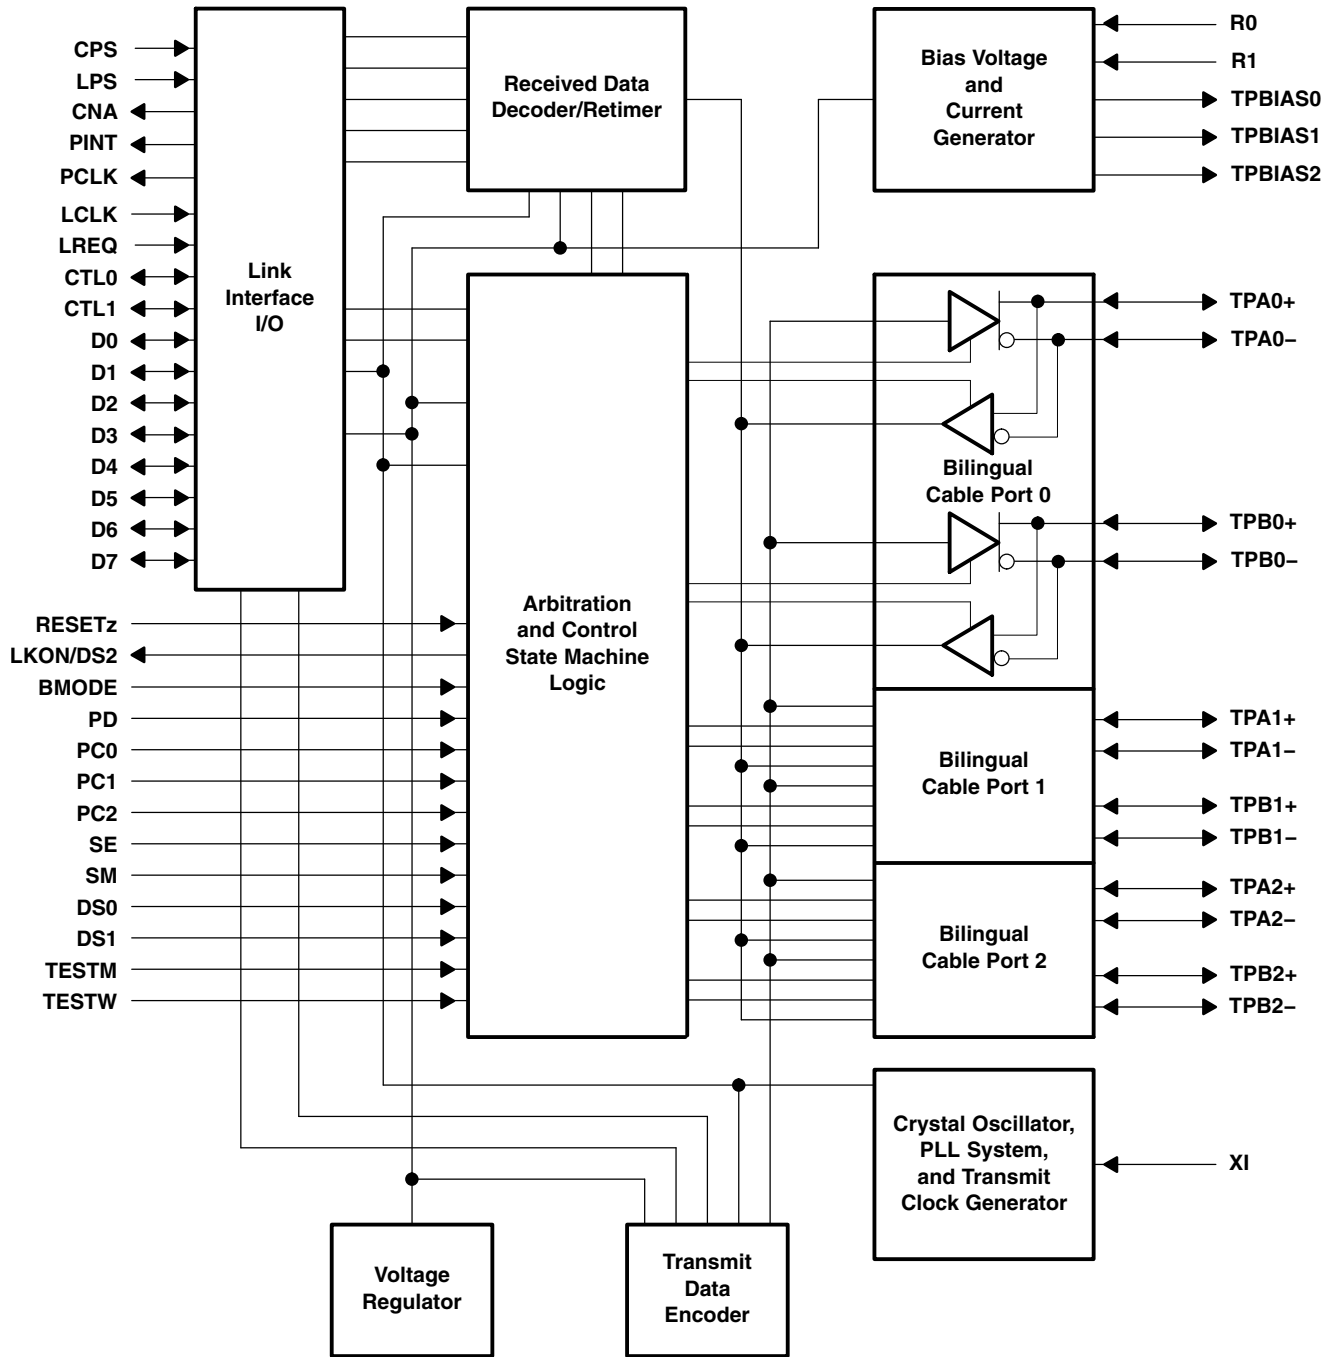 CPS
LPS
CNA
PINT
PCLK
LCLK
LREQ
CTL0
CTL1
D0
D1
D2
D3
D4
D5
D6
D7
RESETz
LKON/DS2
BMODE
PD
PC0
PC1
PC2
SE
SM
DS0
DS1
TESTM
TESTW
Link
Interface
I/O
Received Data
Decoder/Retimer
Arbitration
and Control
State Machine
Logic
Voltage
Regulator
Transmit
Data
Encoder
Bias Voltage
and
Current
Generator
Bilingual
Cable Port 0
Bilingual
Cable Port 1
Bilingual
Cable Port 2
Crystal Oscillator,
PLL System,
and Transmit
Clock Generator
R0
R1
TPBIAS0
TPBIAS1
TPBIAS2
TPA0+
TPA0−
TPB0+
TPB0−
TPA1+
TPA1−
TPB1+
TPB1−
TPA2+
TPA2−
TPB2+
TPB2−
XI